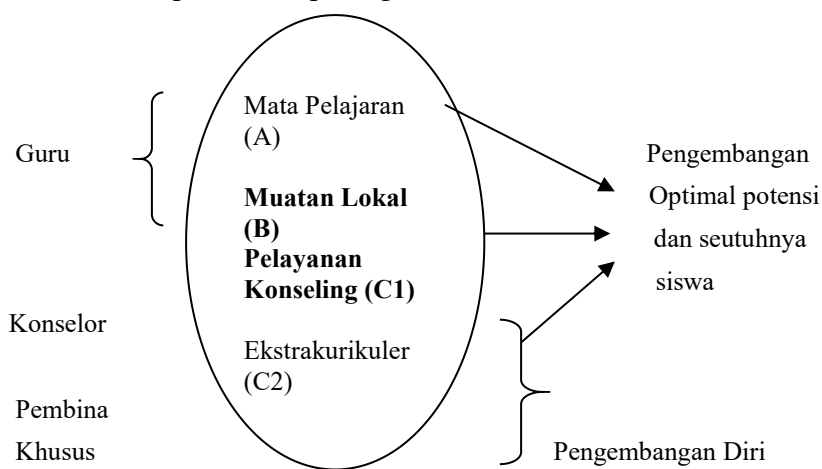 Mata Pelajaran
(A)
Guru
Muatan Lokal
(B)
Pelayanan
Konseling (C1)
Pengembangan
Optimal potensi
dan seutuhnya
siswa
Konselor
Ekstrakurikuler
(C2)
Pembina
Khusus
Pengembangan Diri